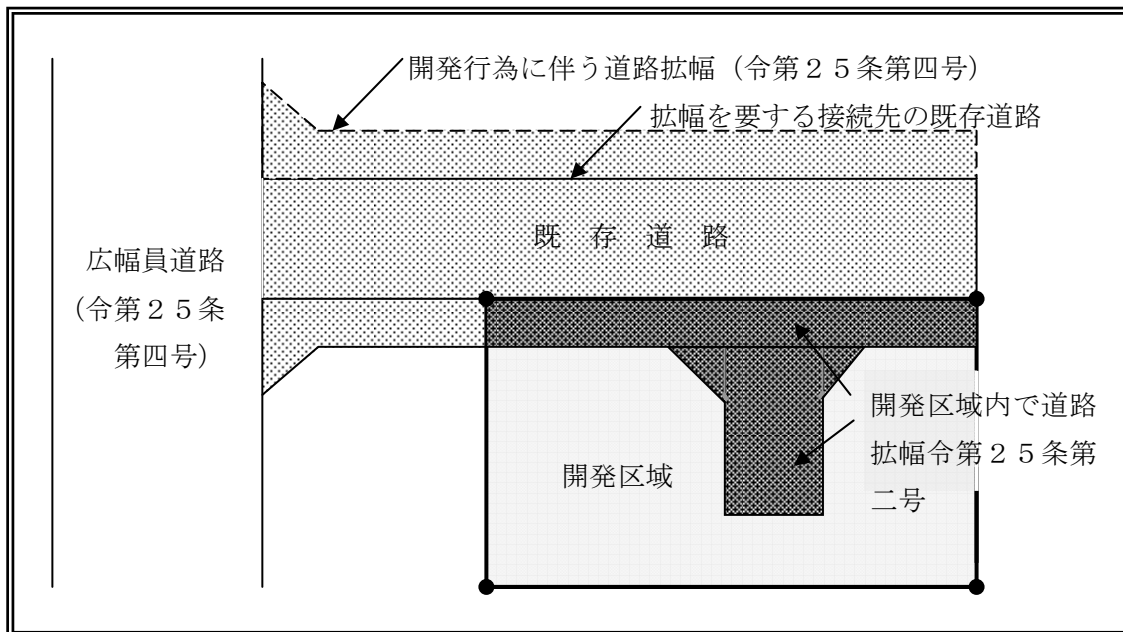 開発行為に伴う道路拡幅（令第２５条第四号）
拡幅を要する接続先の既存道路
既　存　道　路
広幅員道路
（令第２５条
第四号）
開発区域内で道路
拡幅令第２５条第
二号
開発区域